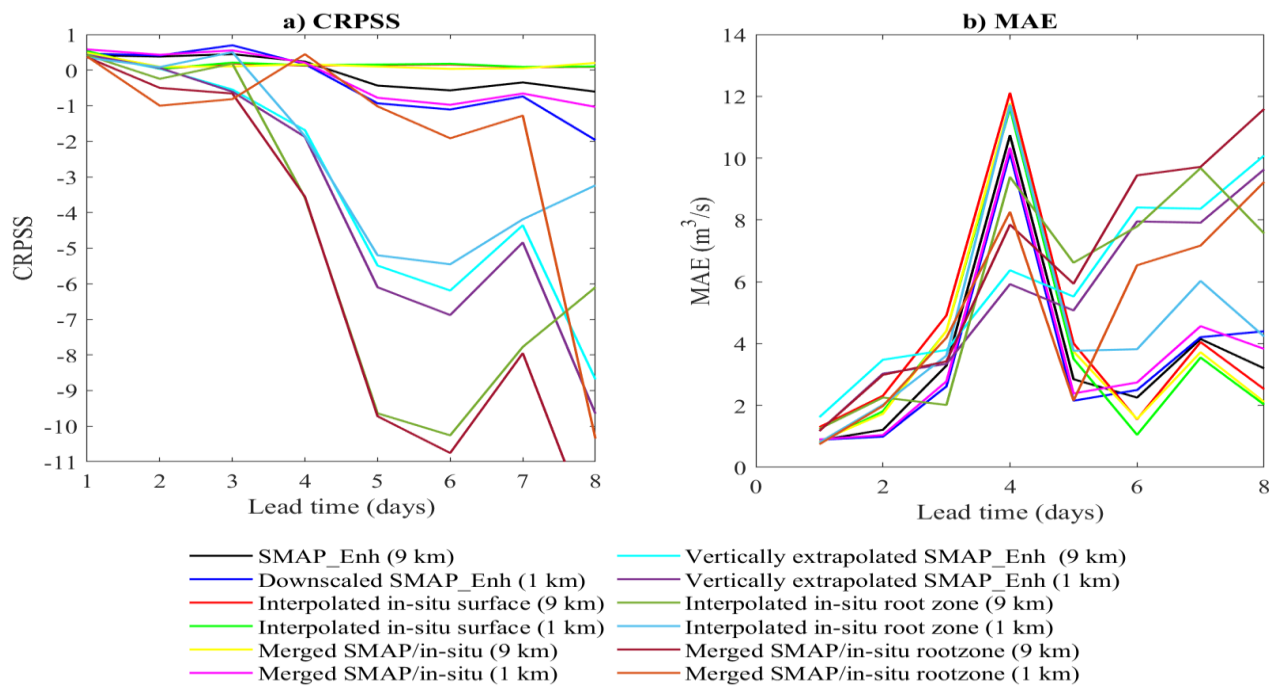 a) CRPSS
1
0
-1
-2
-3
-4
-5
-6
-7
-8
-9
-10
-11
CRPSS
1 2 3 4 5 6 7 8
Lead time (days)
b) MAE
14
12
10
8
6
4
2
0
MAE (m³/s)
0 2 4 6 8
Lead time (days)
SMAP_Enh (9 km)
Downscaled SMAP_Enh (1 km)
Interpolated in-situ surface (9 km)
Interpolated in-situ surface (1 km)
Merged SMAP/in-situ (9 km)
Merged SMAP/in-situ (1 km)
Vertically extrapolated SMAP_Enh (9 km)
Vertically extrapolated SMAP_Enh (1 km)
Interpolated in-situ root zone (9 km)
Interpolated in-situ root zone (1 km)
Merged SMAP/in-situ rootzone (9 km)
Merged SMAP/in-situ rootzone (1 km)